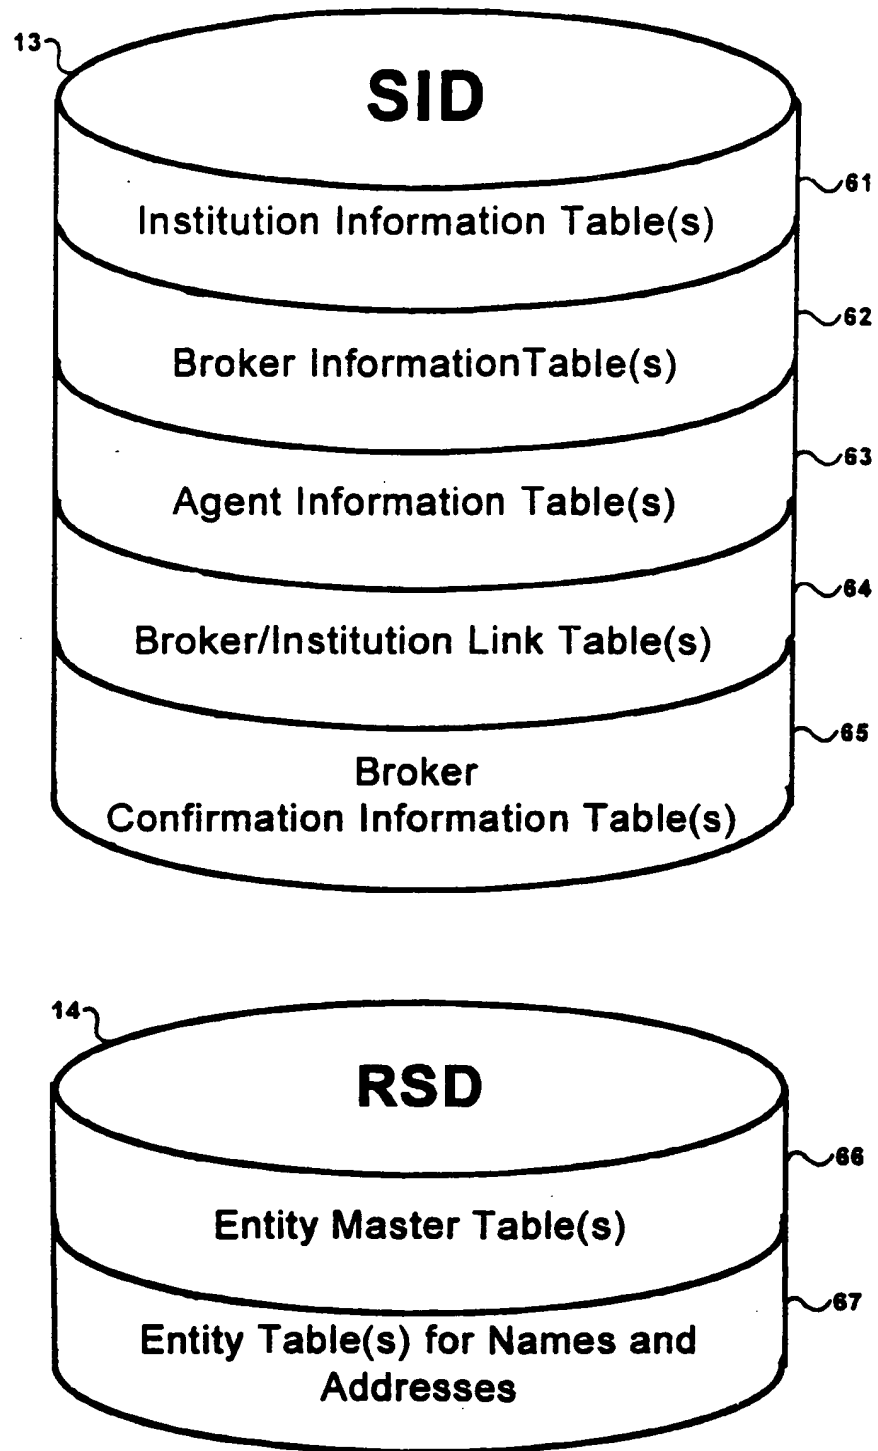 13
SID
61
Institution Information Table(s)
62
Broker InformationTable(s)
63
Agent Information Table(s)
64
Broker/Institution Link Table(s)
65
Broker
Confirmation Information Table(s)
14
RSD
66
Entity Master Table(s)
67
Entity Table(s) for Names and
Addresses